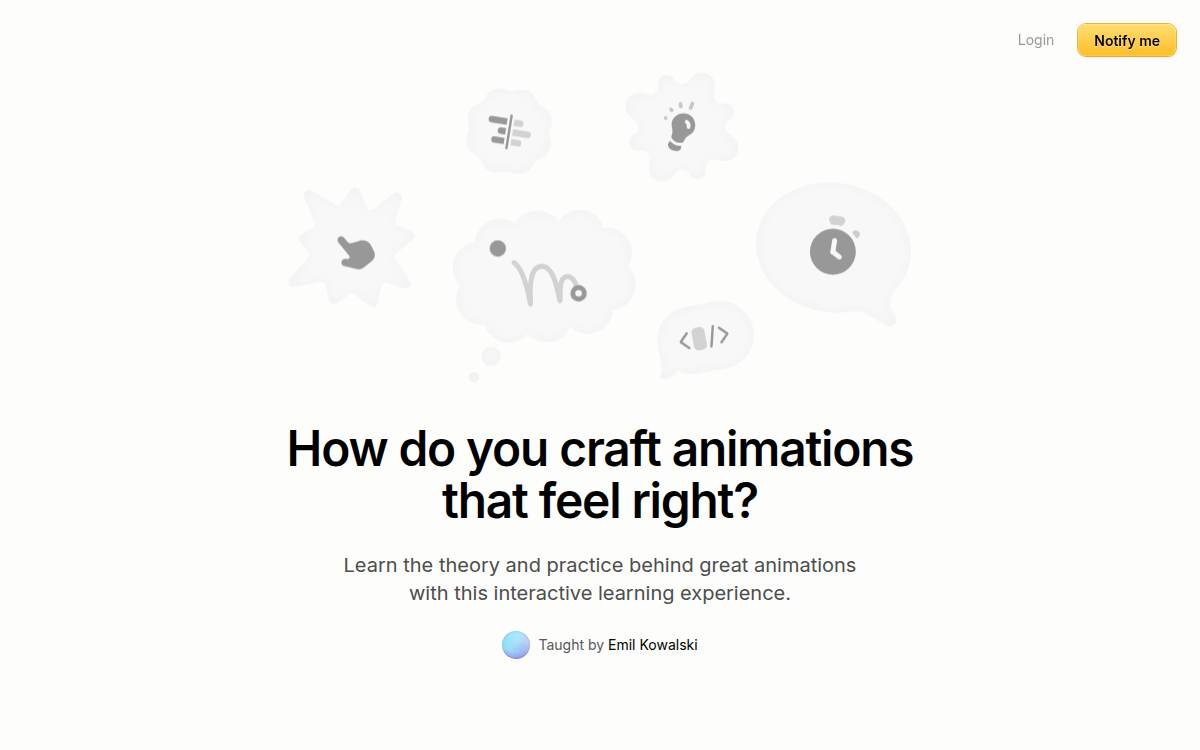 Login
Notify me
How do you craft animations
that feel right?
Learn the theory and practice behind great animations
with this interactive learning experience.
Taught by Emil Kowalski